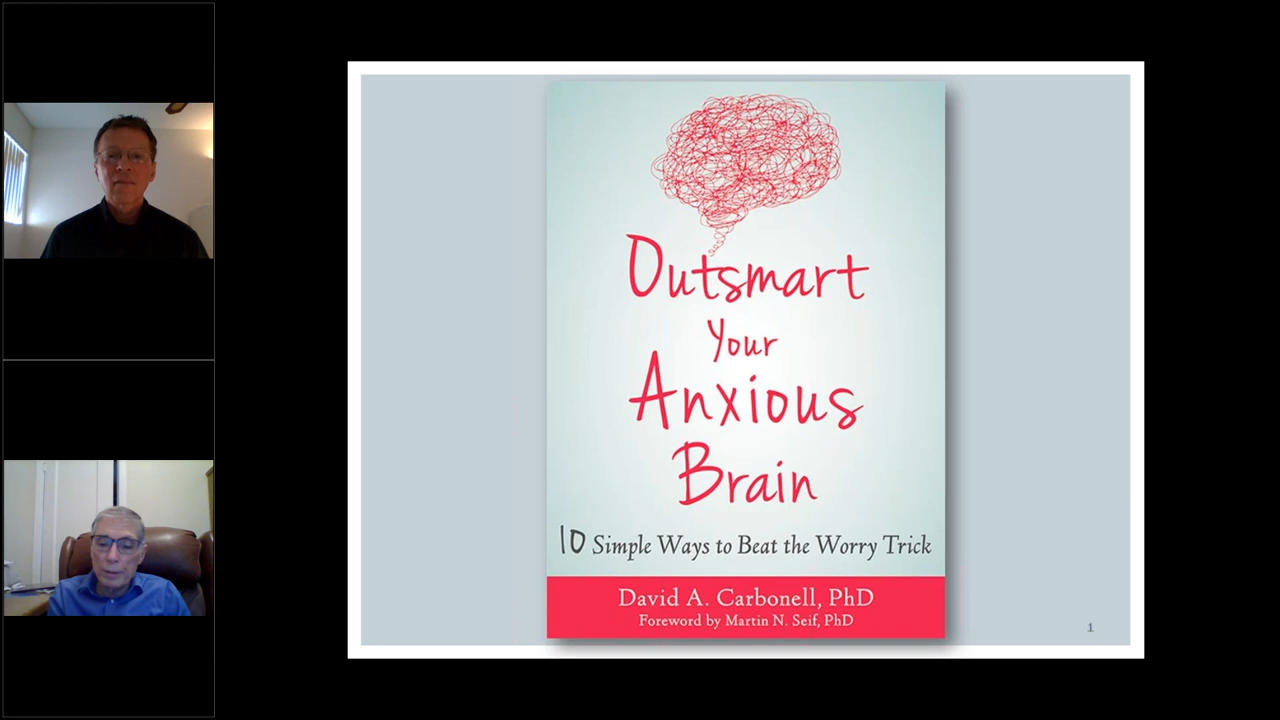 Outsmart
Your
Anxious
Brain
10 Simple Ways to Beat the Worry Trick
David A. Carbonell, PhD
Foreword by Martin N. Seif, PhD
1